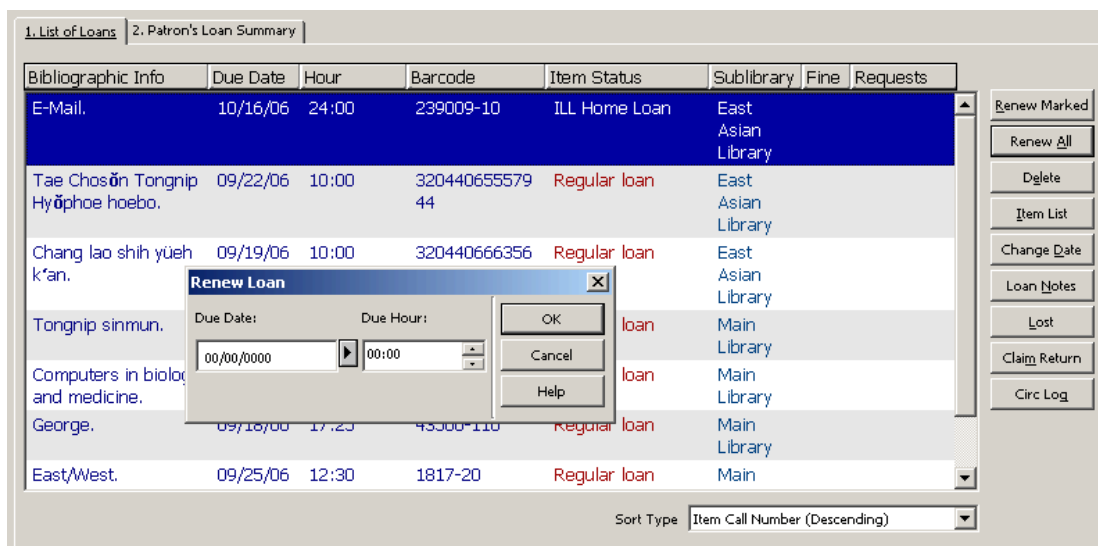 1. List of Loans 2. Patron's Loan Summary
Bibliographic Info Due Date Hour Barcode Item Status Sublibrary Fine Requests
E-Mail. 10/16/06 24:00 239009-10 ILL Home Loan East
Asian
Library
Tae Chosŏn Tongnip 09/22/06 10:00 320440655579 Regular loan East
Hyŏphoe hoebo. 44 Asian
Library
Chang lao shih yüeh 09/19/06 10:00 320440666356 Regular loan East
kʻan. Asian
Library
Tongnip sinmun. loan Main
Library
Computers in biolog loan Main
and medicine. Library
George. Regular loan Main
Library
East/West. 09/25/06 12:30 1817-20 Regular loan Main
Renew Loan
Due Date: Due Hour:
00/00/0000 00:00
OK
Cancel
Help
Renew Marked
Renew All
Delete
Item List
Change Date
Loan Notes
Lost
Claim Return
Circ Log
Sort Type Item Call Number (Descending)